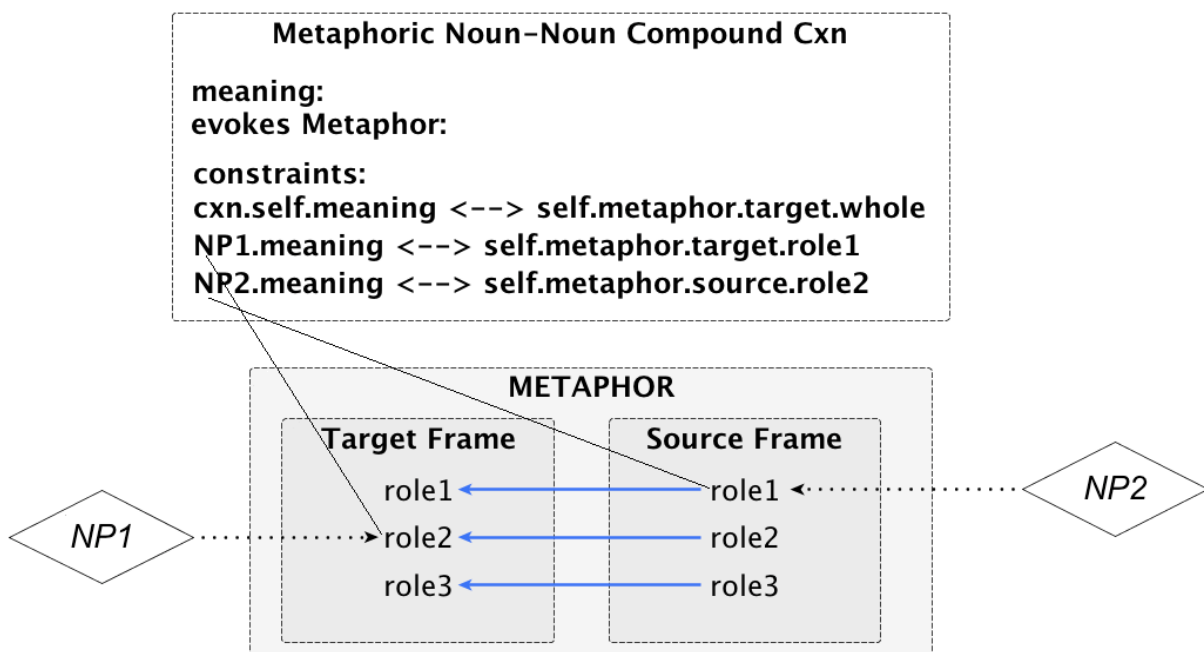 Metaphoric Noun-Noun Compound Cxn
meaning:
evokes Metaphor:
constraints:
cxn.self.meaning <--> self.metaphor.target.whole
NP1.meaning <--> self.metaphor.target.role1
NP2.meaning <--> self.metaphor.source.role2
METAPHOR
Target Frame
Source Frame
role1
role1
NP2
NP1
role2
role2
role3
role3